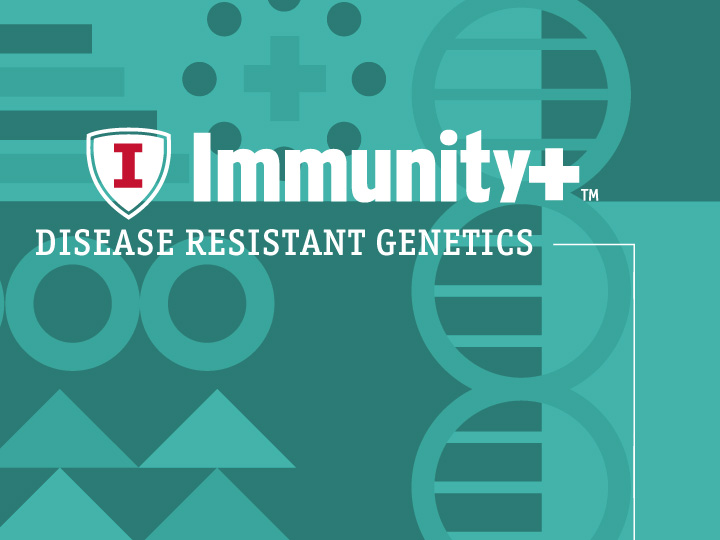 I Immunity+™
DISEASE RESISTANT GENETICS